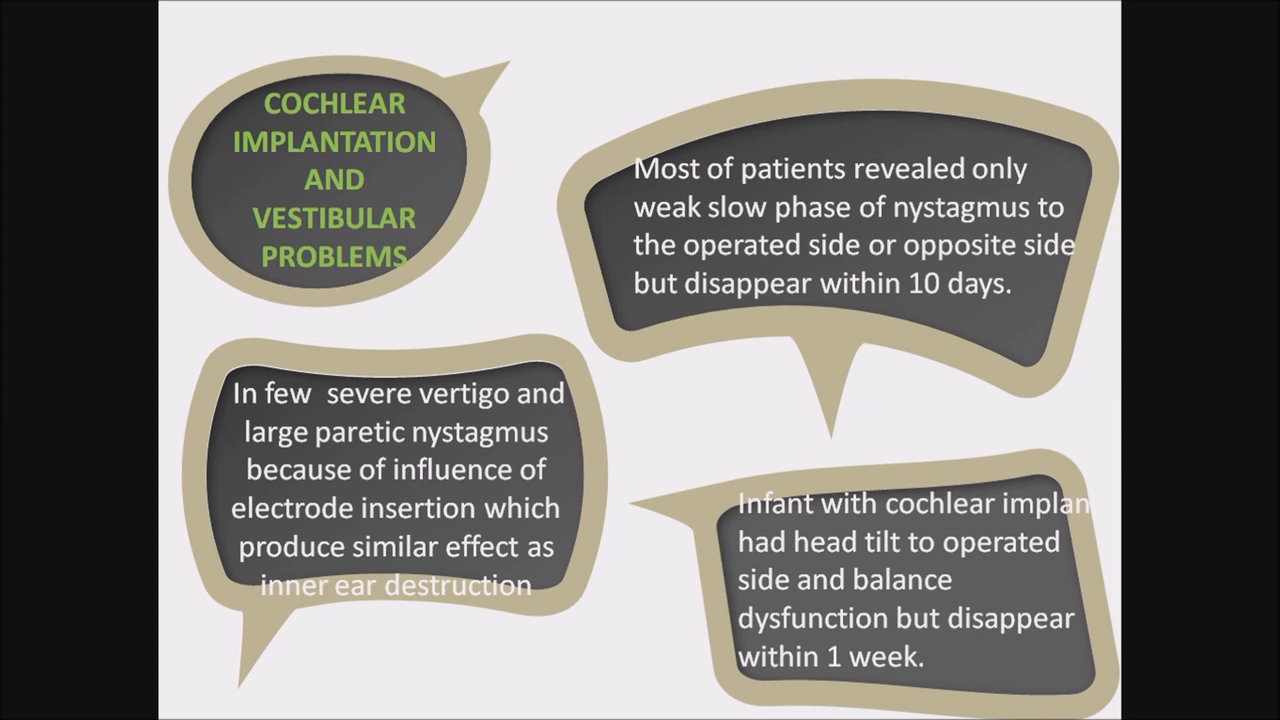 COCHLEAR
IMPLANTATION
AND
VESTIBULAR
PROBLEMS
Most of patients revealed only
weak slow phase of nystagmus to
the operated side or opposite side
but disappear within 10 days.
In few severe vertigo and
large paretic nystagmus
because of influence of
electrode insertion which
produce similar effect as
inner ear destruction
Infant with cochlear implan
had head tilt to operated
side and balance
dysfunction but disappear
within 1 week.